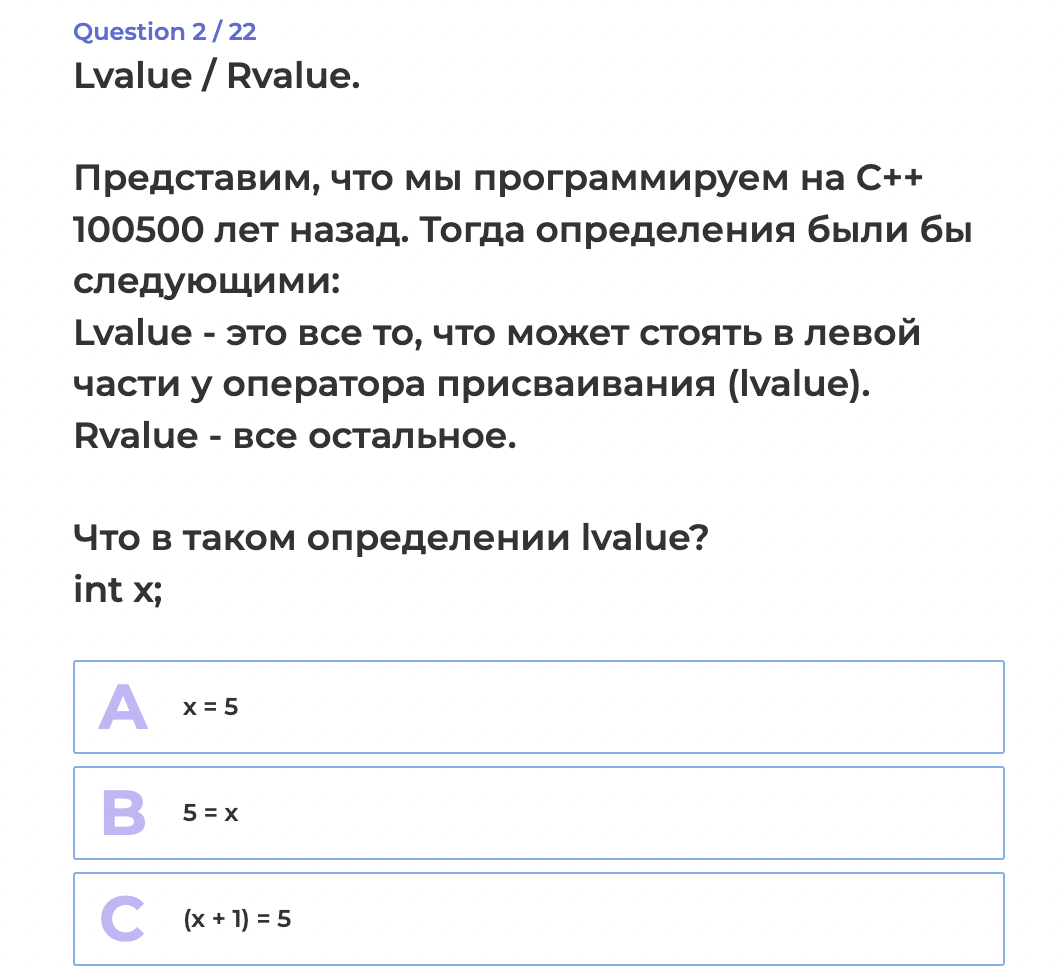 Question 2 / 22
Lvalue / Rvalue.
Представим, что мы программируем на C++
100500 лет назад. Тогда определения были бы
следующими:
Lvalue - это все то, что может стоять в левой
части у оператора присваивания (lvalue).
Rvalue - все остальное.
Что в таком определении lvalue?
int x;
A x = 5
B 5 = x
C (x + 1) = 5